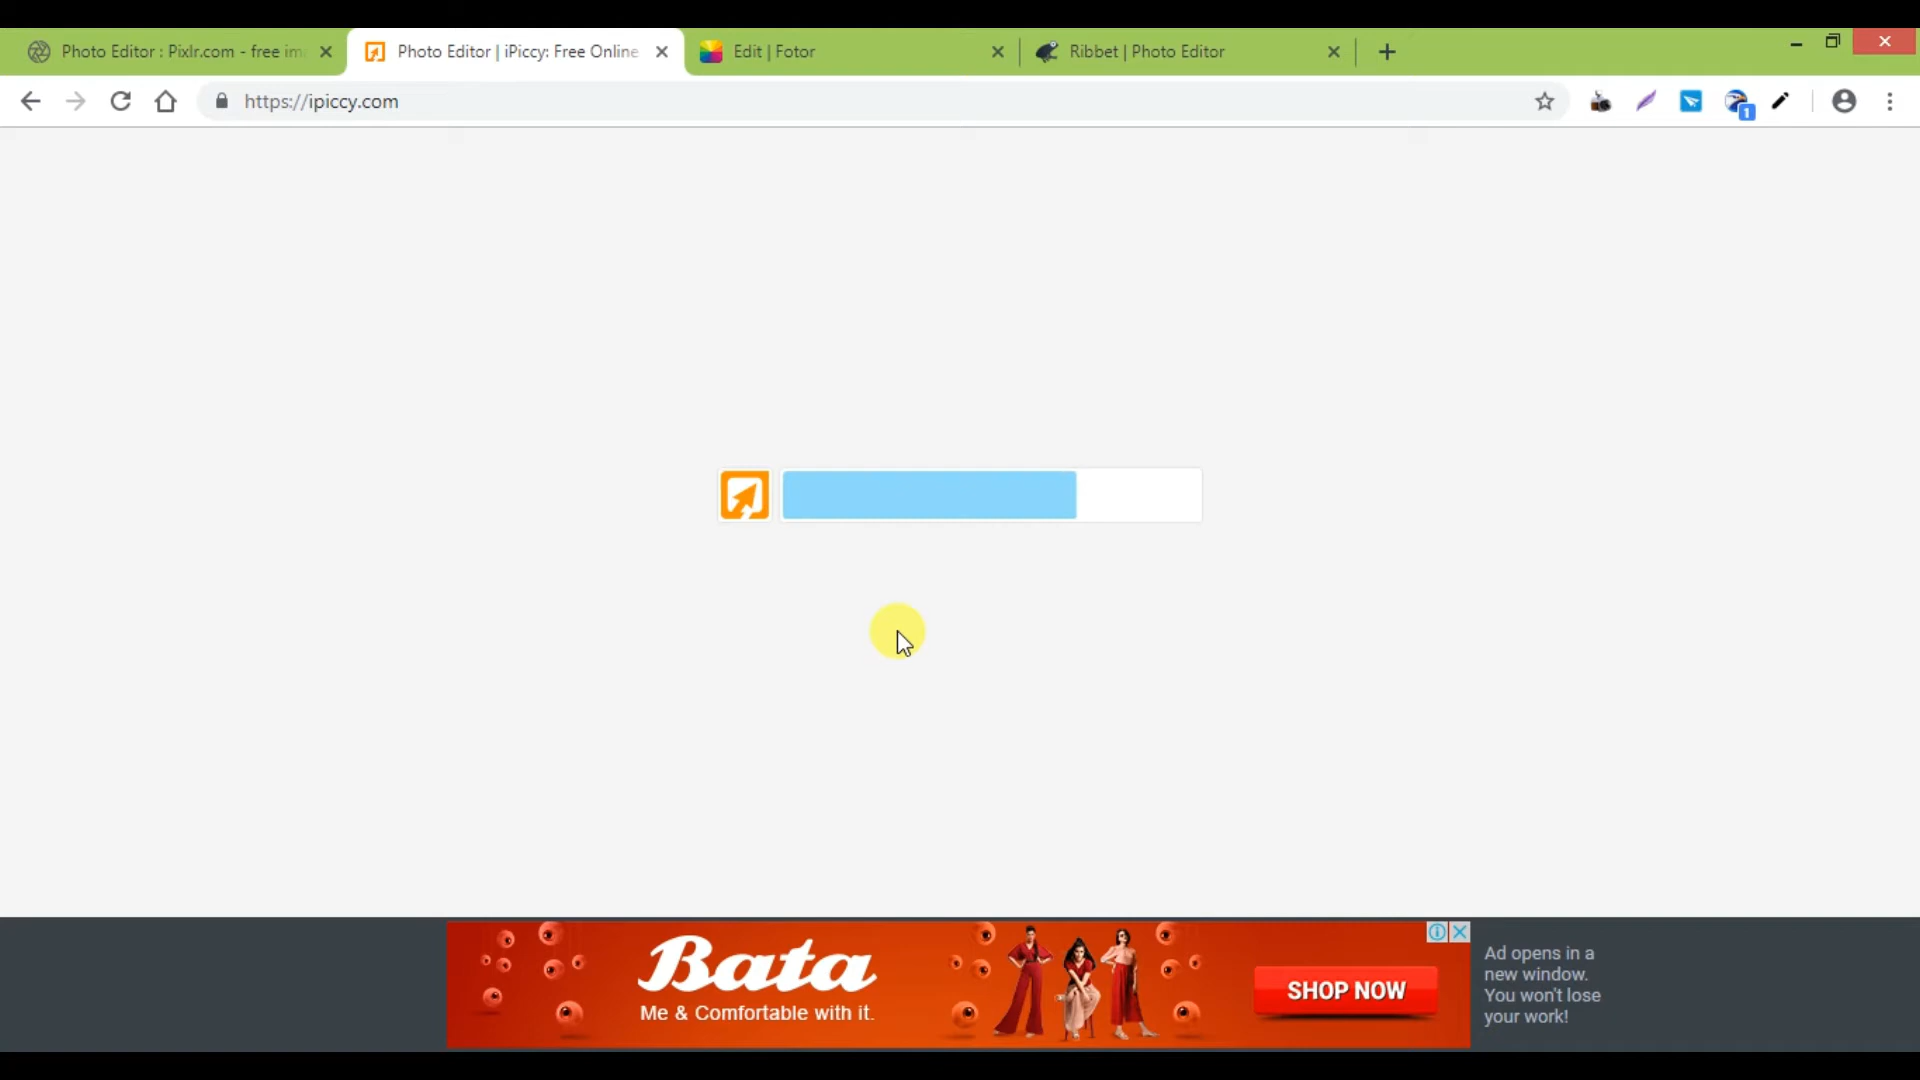 Photo Editor : Pixlr.com - free im
Photo Editor | iPiccy: Free Online
Edit | Fotor
Ribbet | Photo Editor
https://ipiccy.com
1
Bata
Me & Comfortable with it.
SHOP NOW
Ad opens in a
new window.
You won't lose
your work!